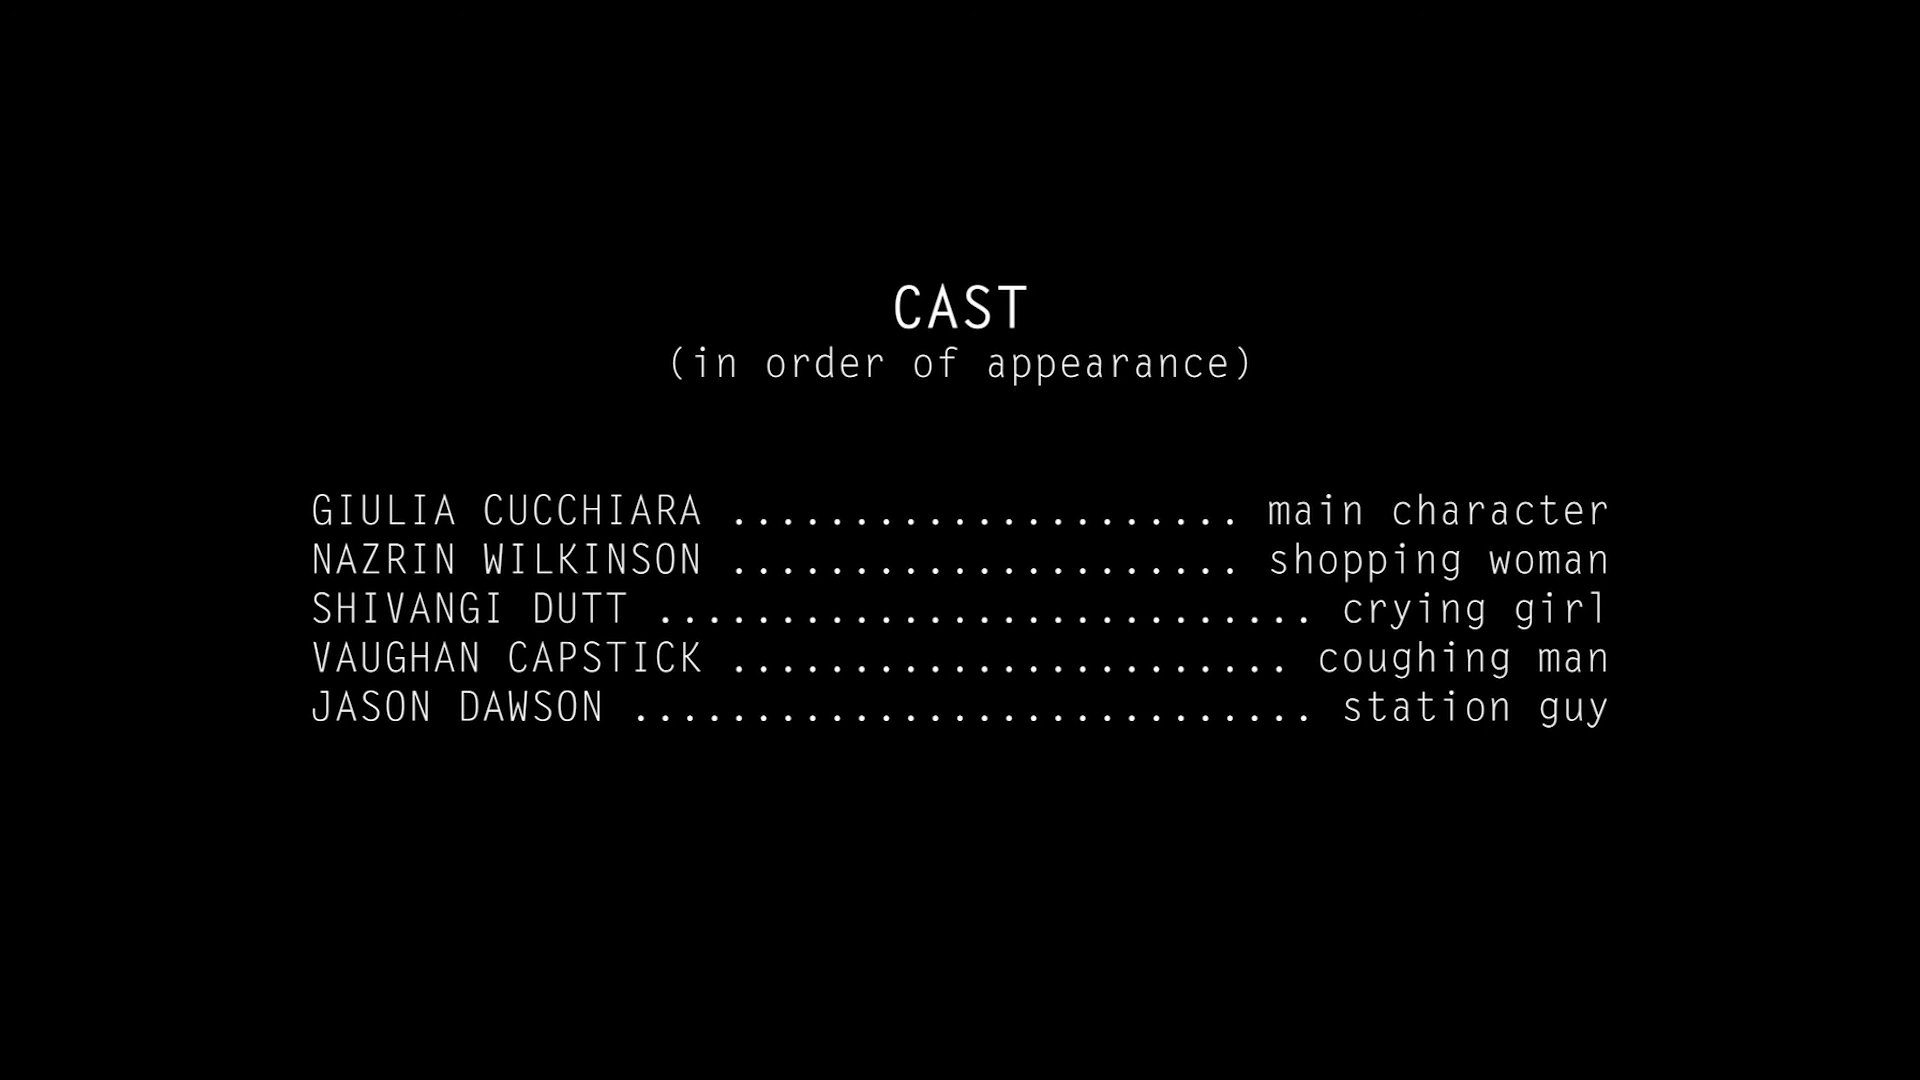 CAST
(in order of appearance)
GIULIA CUCCHIARA ..................... main character
NAZRIN WILKINSON ..................... shopping woman
SHIVANGI DUTT ........................... crying girl
VAUGHAN CAPSTICK ....................... coughing man
JASON DAWSON ............................ station guy